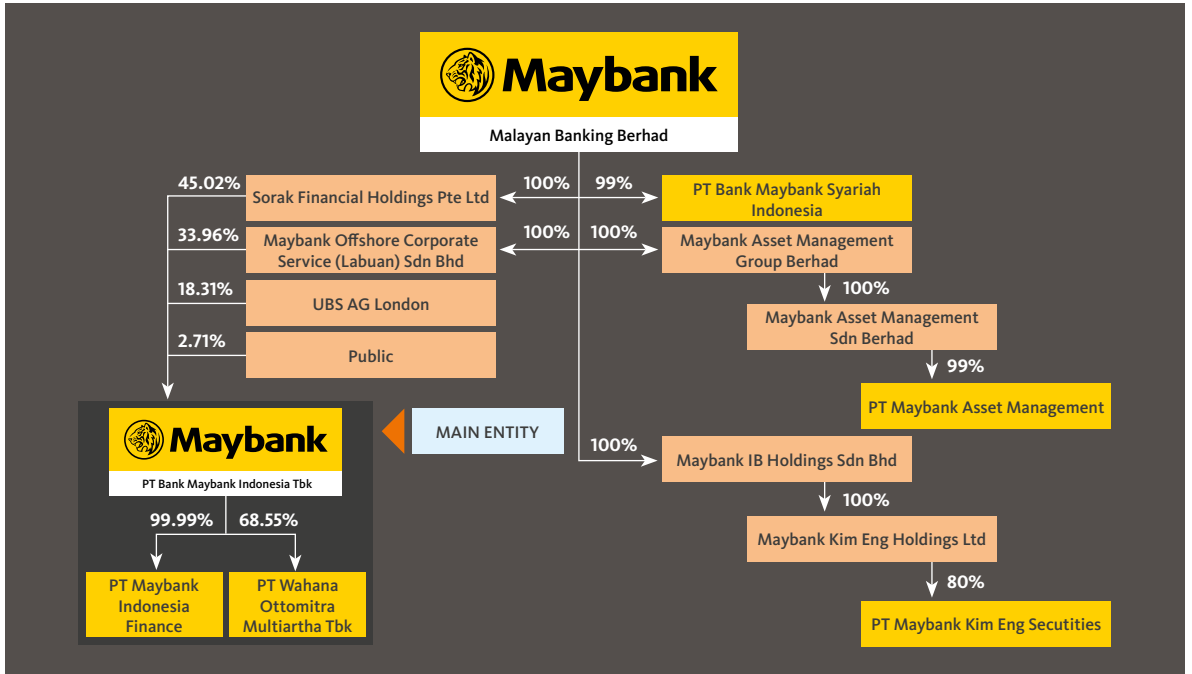 Maybank
Malayan Banking Berhad
45.02%
Sorak Financial Holdings Pte Ltd
100%
99%
PT Bank Maybank Syariah
Indonesia
33.96%
Maybank Offshore Corporate
Service (Labuan) Sdn Bhd
100%
100%
Maybank Asset Management
Group Berhad
18.31%
UBS AG London
100%
Maybank Asset Management
Sdn Berhad
2.71%
Public
99%
PT Maybank Asset Management
Maybank
PT Bank Maybank Indonesia Tbk
MAIN ENTITY
100%
Maybank IB Holdings Sdn Bhd
100%
Maybank Kim Eng Holdings Ltd
80%
PT Maybank Kim Eng Secutities
99.99%
68.55%
PT Maybank
Indonesia
Finance
PT Wahana
Ottomitra
Multiartha Tbk